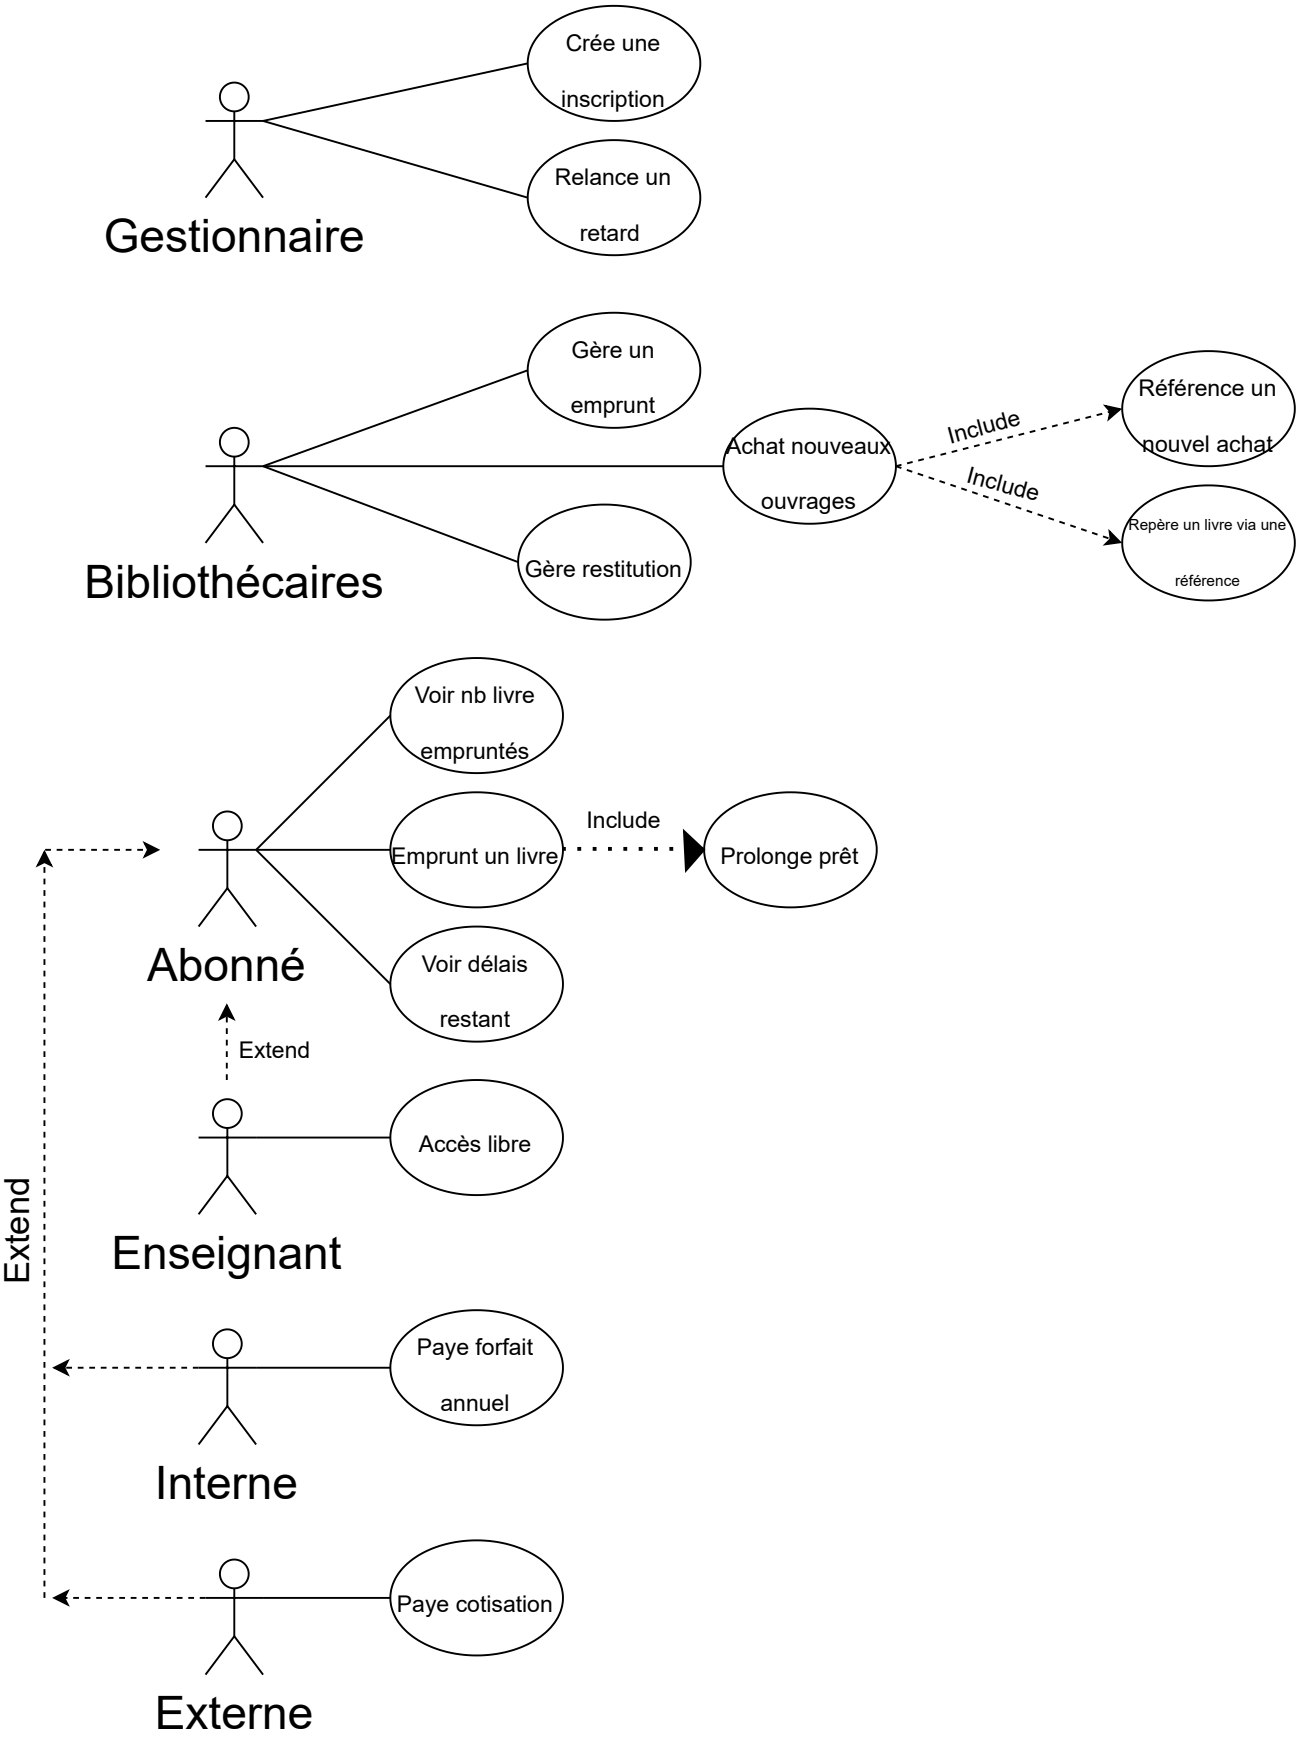 Crée une
inscription
Relance un
retard
Gestionnaire
Gère un
emprunt
Achat nouveaux
ouvrages
Include
Référence un
nouvel achat
Include
Repère un livre via une
référence
Gère restitution
Bibliothécaires
Voir nb livre
empruntés
Emprunt un livre
Include
Prolonge prêt
Voir délais
restant
Abonné
Extend
Accès libre
Enseignant
Extend
Paye forfait
annuel
Interne
Paye cotisation
Externe